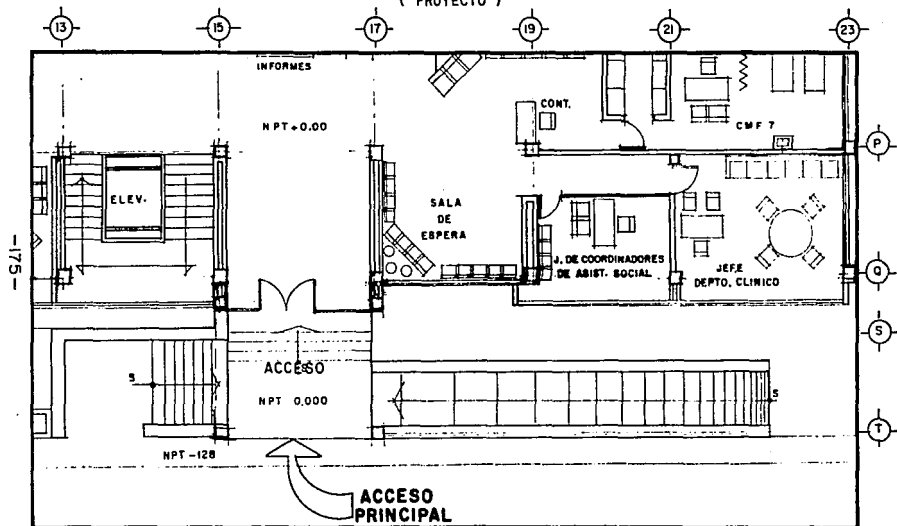 ( PROYECTO )
13
15
17
19
21
23
INFORMES
NPT+0.00
CONT.
CMF 7
P
ELEV.
SALA
DE
ESPERA
J. DE COORDINADORES
DE ASIST. SOCIAL
JEFE
DEPTO. CLINICO
Q
-175-
S
ACCESO
S
NPT 0,000
S
S
T
NPT -128
ACCESO
PRINCIPAL